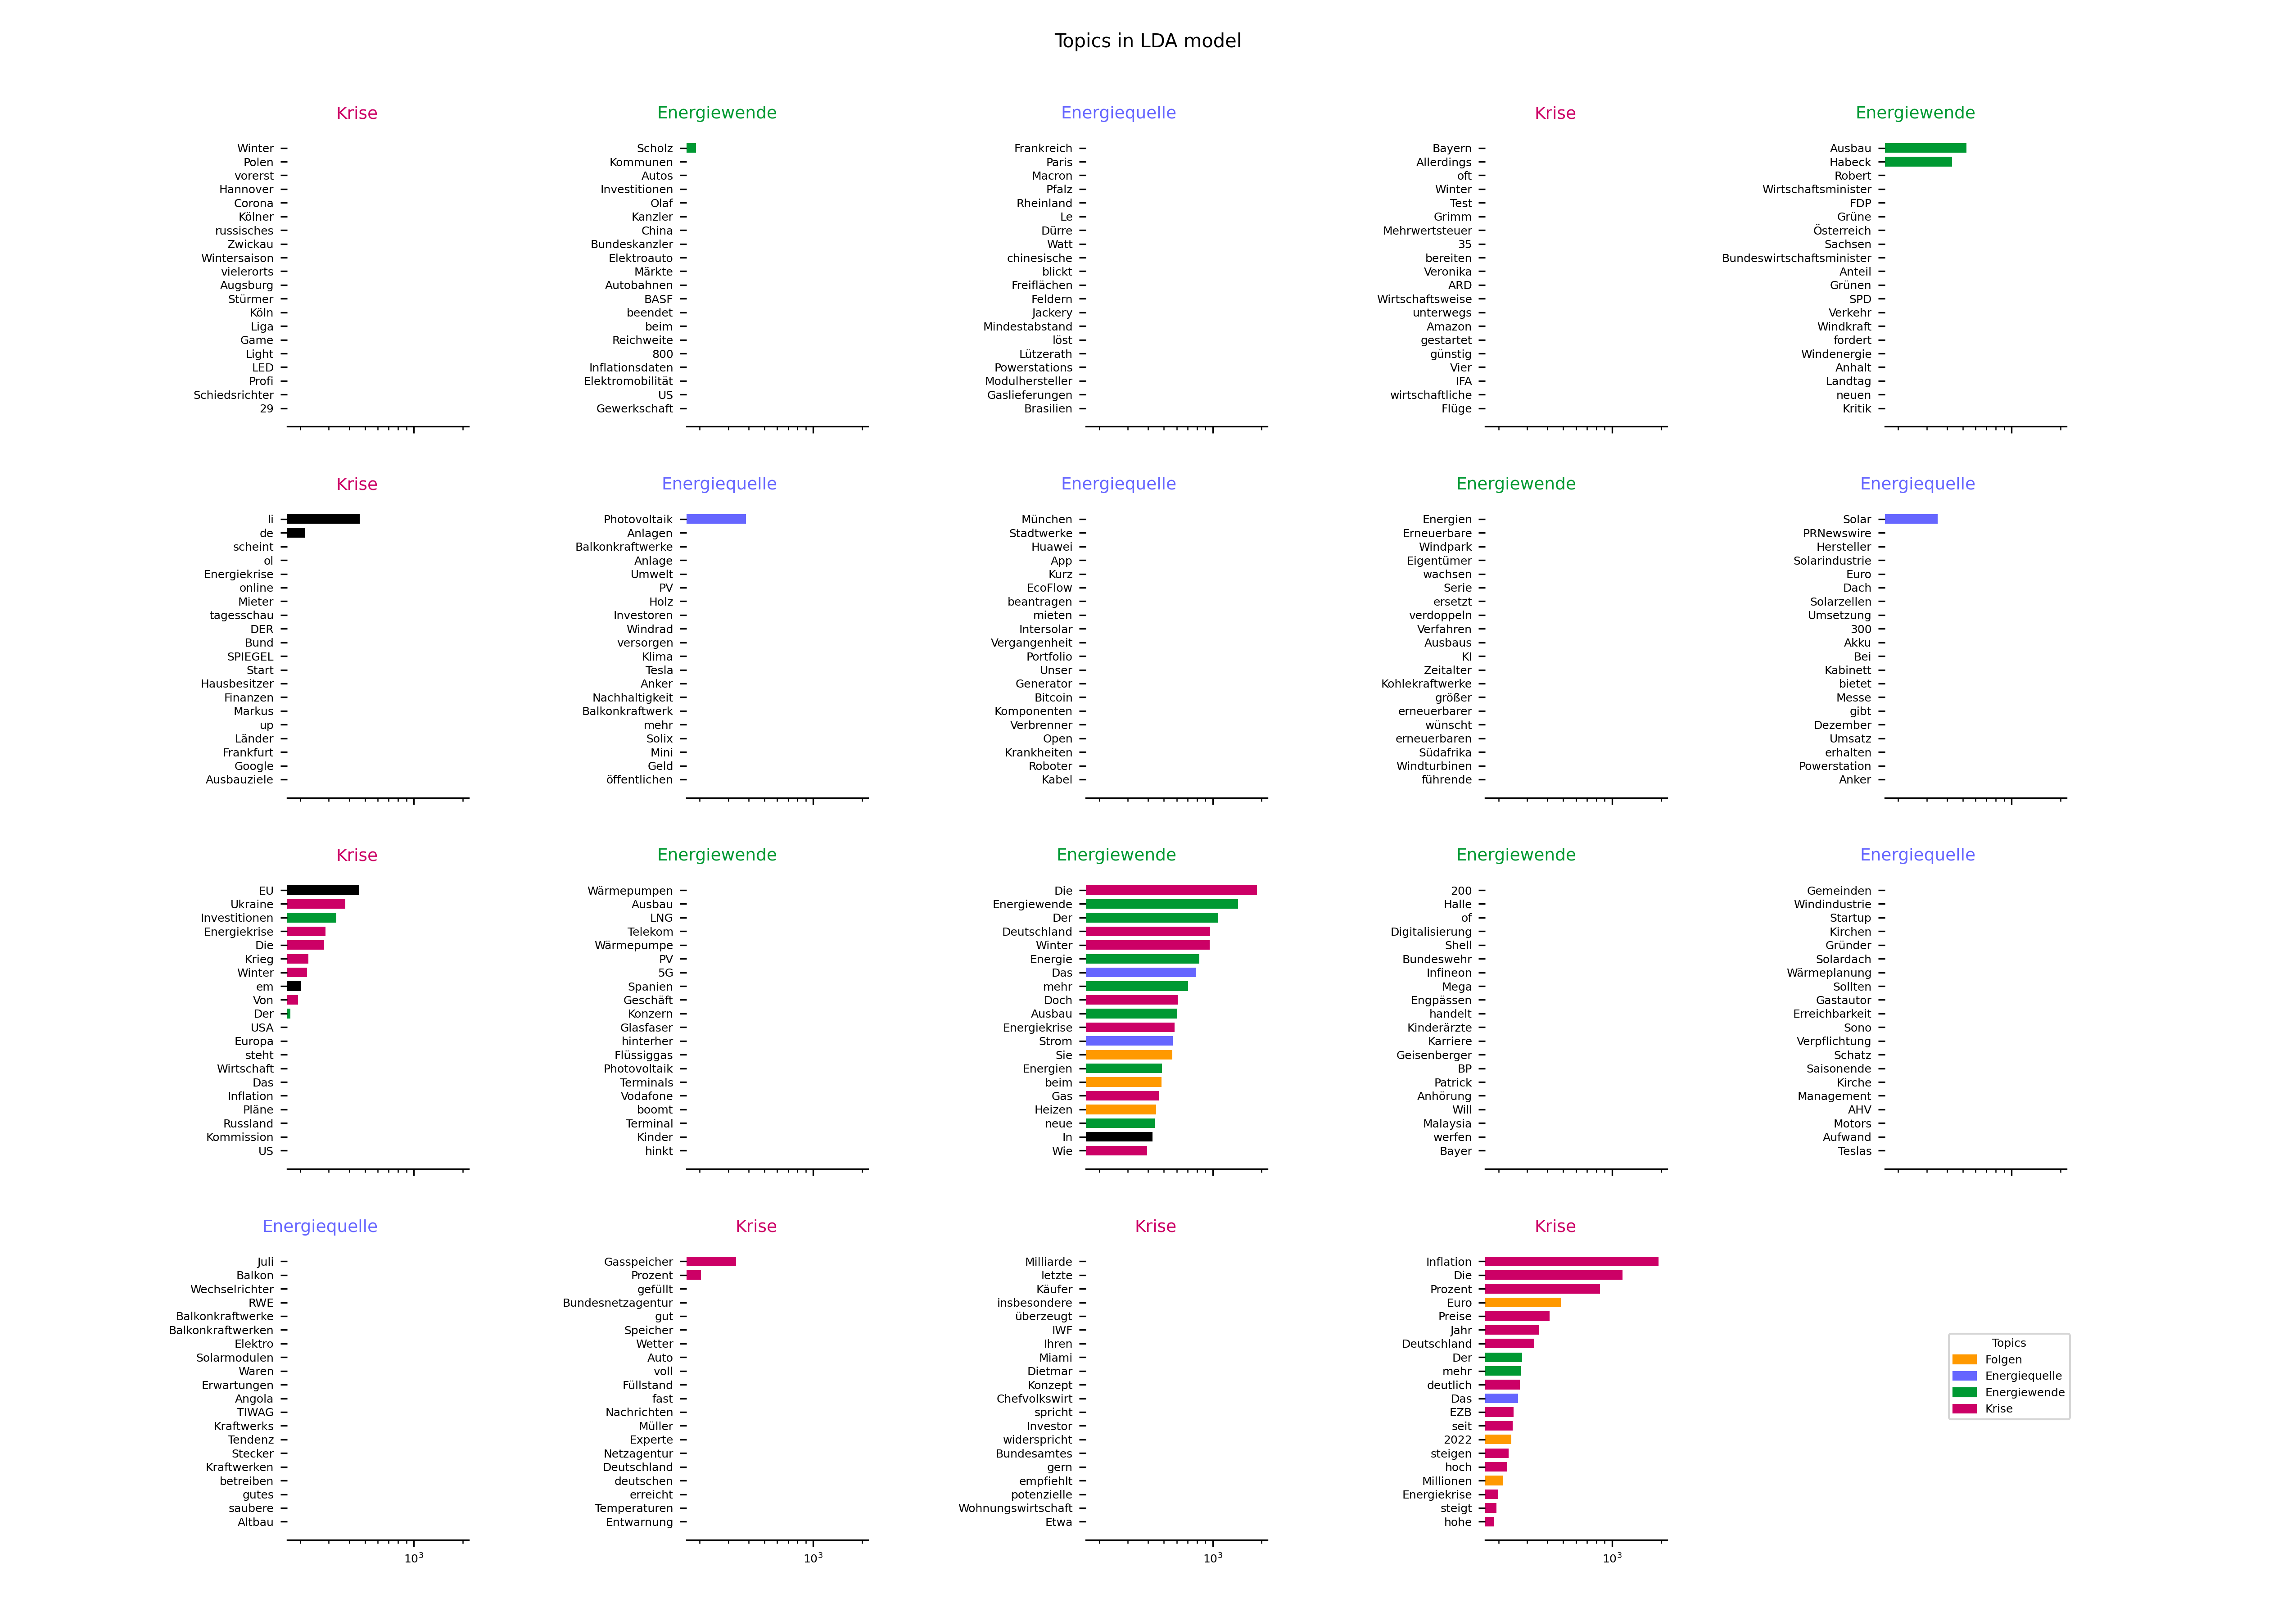 Topics in LDA model
Krise
Winter
Polen
vorerst
Hannover
Corona
Kölner
russisches
Zwickau
Wintersaison
vielerorts
Augsburg
Stürmer
Köln
Liga
Game
Light
LED
Profi
Schiedsrichter
29
Energiewende
Scholz
Kommunen
Autos
Investitionen
Olaf
Kanzler
China
Bundeskanzler
Elektroauto
Märkte
Autobahnen
BASF
beendet
beim
Reichweite
800
Inflationsdaten
Elektromobilität
US
Gewerkschaft
Energiequelle
Frankreich
Paris
Macron
Pfalz
Rheinland
Le
Dürre
Watt
chinesische
blickt
Freiflächen
Feldern
Jackery
Mindestabstand
löst
Lützerath
Powerstations
Modulhersteller
Gaslieferungen
Brasilien
Krise
Bayern
Allerdings
oft
Winter
Test
Grimm
Mehrwertsteuer
35
bereiten
Veronika
ARD
Wirtschaftsweise
unterwegs
Amazon
gestartet
günstig
Vier
IFA
wirtschaftliche
Flüge
Energiewende
Ausbau
Habeck
Robert
Wirtschaftsminister
FDP
Grüne
Österreich
Sachsen
Bundeswirtschaftsminister
Anteil
Grünen
SPD
Verkehr
Windkraft
fordert
Windenergie
Anhalt
Landtag
neuen
Kritik
Krise
li
de
scheint
ol
Energiekrise
online
Mieter
tagesschau
DER
Bund
SPIEGEL
Start
Hausbesitzer
Finanzen
Markus
up
Länder
Frankfurt
Google
Ausbauziele
Energiequelle
Photovoltaik
Anlagen
Balkonkraftwerke
Anlage
Umwelt
PV
Holz
Investoren
Windrad
versorgen
Klima
Tesla
Anker
Nachhaltigkeit
Balkonkraftwerk
mehr
Solix
Mini
Geld
öffentlichen
Energiequelle
München
Stadtwerke
Huawei
App
Kurz
EcoFlow
beantragen
mieten
Intersolar
Vergangenheit
Portfolio
Unser
Generator
Bitcoin
Komponenten
Verbrenner
Open
Krankheiten
Roboter
Kabel
Energiewende
Energien
Erneuerbare
Windpark
Eigentümer
wachsen
Serie
ersetzt
verdoppeln
Verfahren
Ausbaus
KI
Zeitalter
Kohlekraftwerke
größer
erneuerbarer
wünscht
erneuerbaren
Südafrika
Windturbinen
führende
Energiequelle
Solar
PRNewswire
Hersteller
Solarindustrie
Euro
Dach
Solarzellen
Umsetzung
300
Akku
Bei
Kabinett
bietet
Messe
gibt
Dezember
Umsatz
erhalten
Powerstation
Anker
Krise
EU
Ukraine
Investitionen
Energiekrise
Die
Krieg
Winter
em
Von
Der
USA
Europa
steht
Wirtschaft
Das
Inflation
Pläne
Russland
Kommission
US
Energiewende
Wärmepumpen
Ausbau
LNG
Telekom
Wärmepumpe
PV
5G
Spanien
Geschäft
Konzern
Glasfaser
hinterher
Flüssiggas
Photovoltaik
Terminals
Vodafone
boomt
Terminal
Kinder
hinkt
Energiewende
Die
Energiewende
Der
Deutschland
Winter
Energie
Das
mehr
Doch
Ausbau
Energiekrise
Strom
Sie
Energien
beim
Gas
Heizen
neue
In
Wie
Energiewende
200
Halle
of
Digitalisierung
Shell
Bundeswehr
Infineon
Mega
Engpässen
handelt
Kinderärzte
Karriere
Geisenberger
BP
Patrick
Anhörung
Will
Malaysia
werfen
Bayer
Energiequelle
Gemeinden
Windindustrie
Startup
Kirchen
Gründer
Solardach
Wärmeplanung
Sollten
Gastautor
Erreichbarkeit
Sono
Verpflichtung
Schatz
Saisonende
Kirche
Management
AHV
Motors
Aufwand
Teslas
Energiequelle
Juli
Balkon
Wechselrichter
RWE
Balkonkraftwerke
Balkonkraftwerken
Elektro
Solarmodulen
Waren
Erwartungen
Angola
TIWAG
Kraftwerks
Tendenz
Stecker
Kraftwerken
betreiben
gutes
saubere
Altbau
10³
Krise
Gasspeicher
Prozent
gefüllt
Bundesnetzagentur
gut
Speicher
Wetter
Auto
voll
Füllstand
fast
Nachrichten
Müller
Experte
Netzagentur
Deutschland
deutschen
erreicht
Temperaturen
Entwarnung
10³
Krise
Milliarde
letzte
Käufer
insbesondere
überzeugt
IWF
Ihren
Miami
Dietmar
Konzept
Chefvolkswirt
spricht
Investor
widerspricht
Bundesamtes
gern
empfiehlt
potenzielle
Wohnungswirtschaft
Etwa
10³
Krise
Inflation
Die
Prozent
Euro
Preise
Jahr
Deutschland
Der
mehr
deutlich
Das
EZB
seit
2022
steigen
hoch
Millionen
Energiekrise
steigt
hohe
10³
Topics
Folgen
Energiequelle
Energiewende
Krise